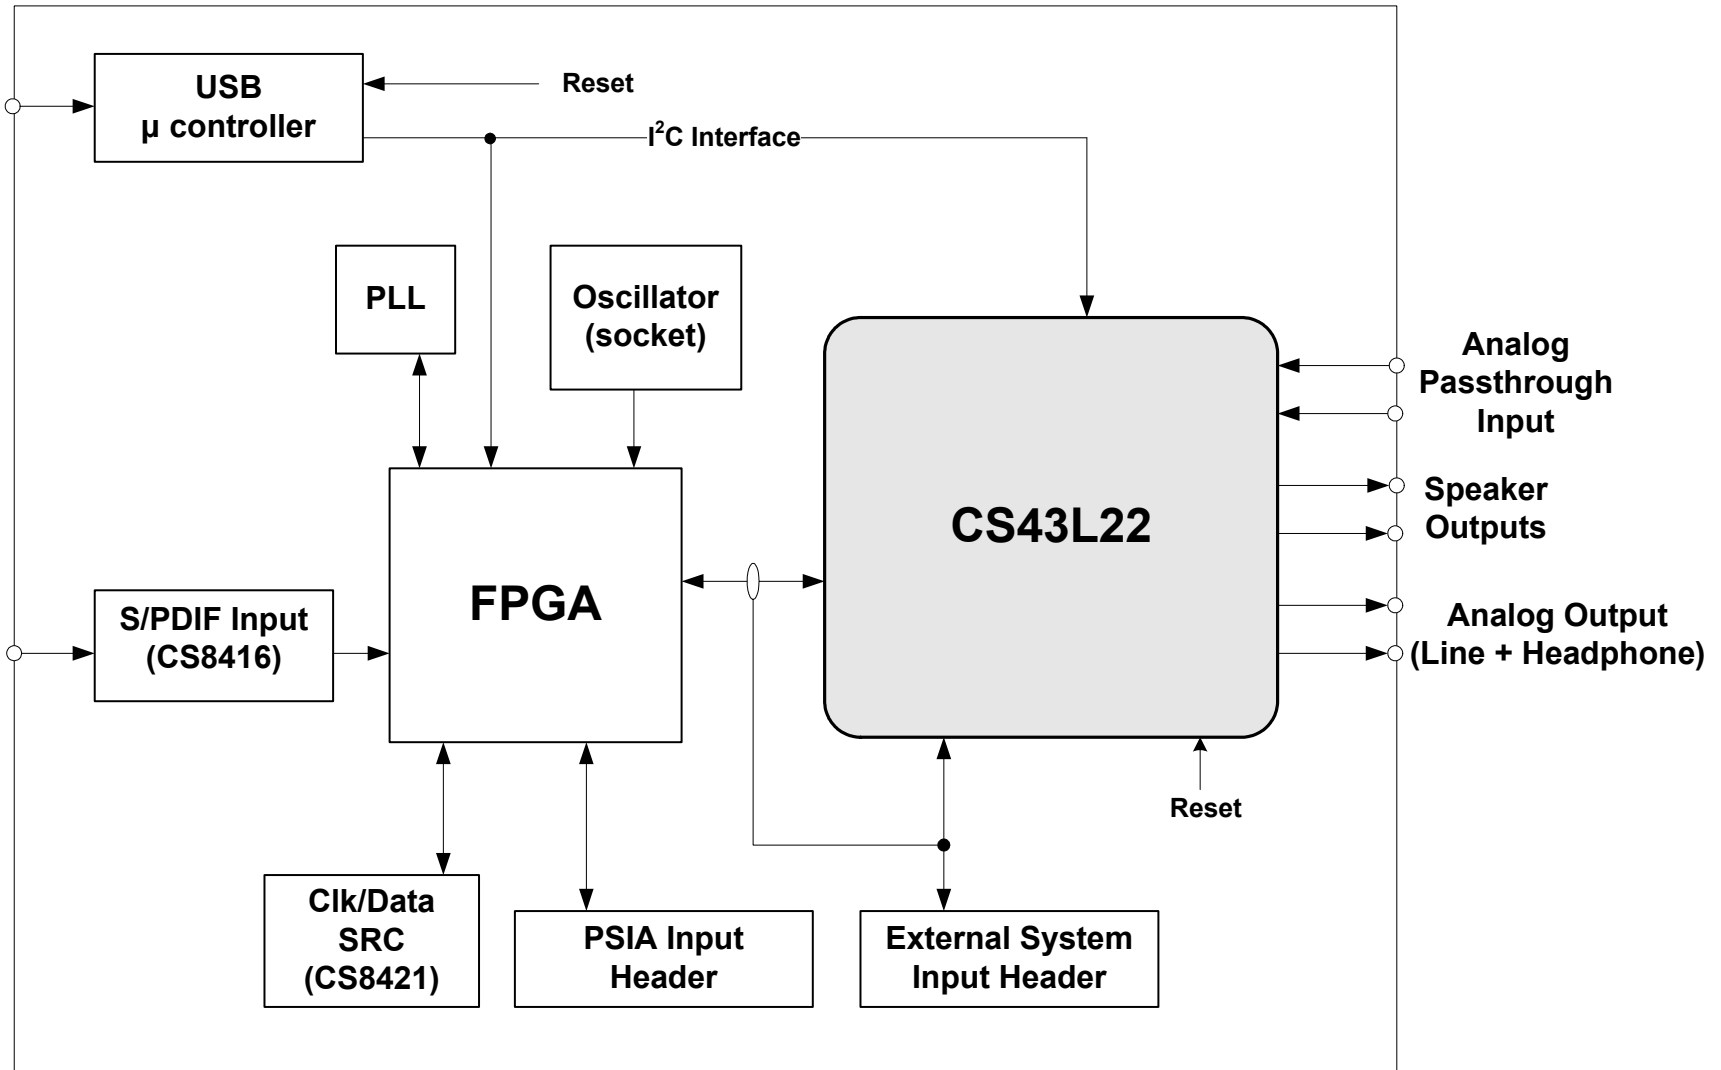 USB
µ controller
Reset
I²C Interface
PLL
Oscillator
(socket)
Analog
Passthrough
Input
Speaker
Outputs
CS43L22
FPGA
S/PDIF Input
(CS8416)
Analog Output
(Line + Headphone)
Reset
Clk/Data
SRC
(CS8421)
PSIA Input
Header
External System
Input Header